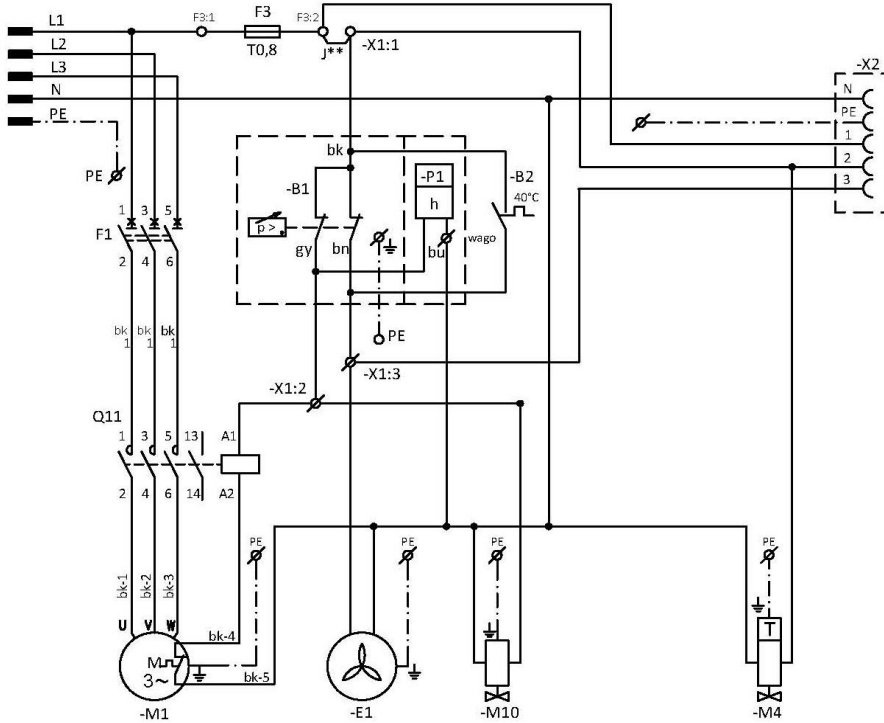 L1 F3:1 F3 F3:2
T0,8 J** -X1:1
L2
L3
N
PE
-X2
N
PE
1
2
3
PE
bk
-B1 -P1 -B2
h 40°C
p >
gy bn bu wago
1 3 5
F1
2 4 6
PE
bk bk bk
1 1 1
-X1:3
-X1:2
Q11
1 3 5 13 A1
2 4 6 14 A2
PE PE PE PE
bk-1 bk-2 bk-3
U V W
bk-4
M
3~
bk-5
T
-M1 -E1 -M10 -M4